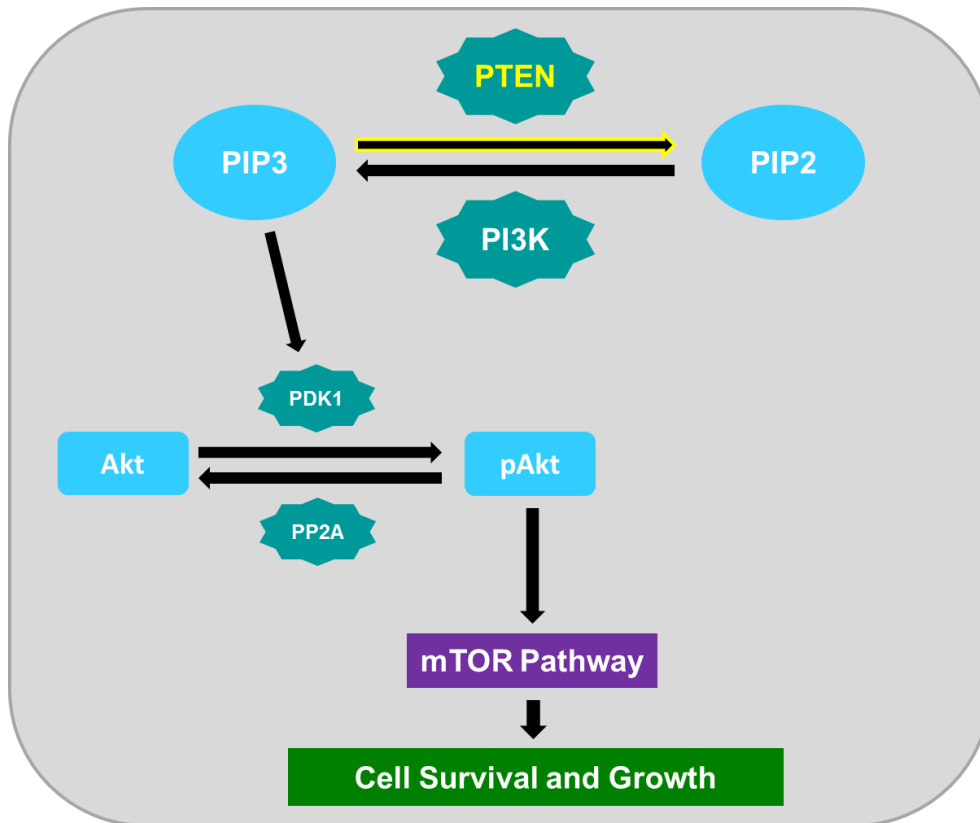 PTEN
PIP3
PIP2
PI3K
PDK1
Akt
pAkt
PP2A
mTOR Pathway
Cell Survival and Growth